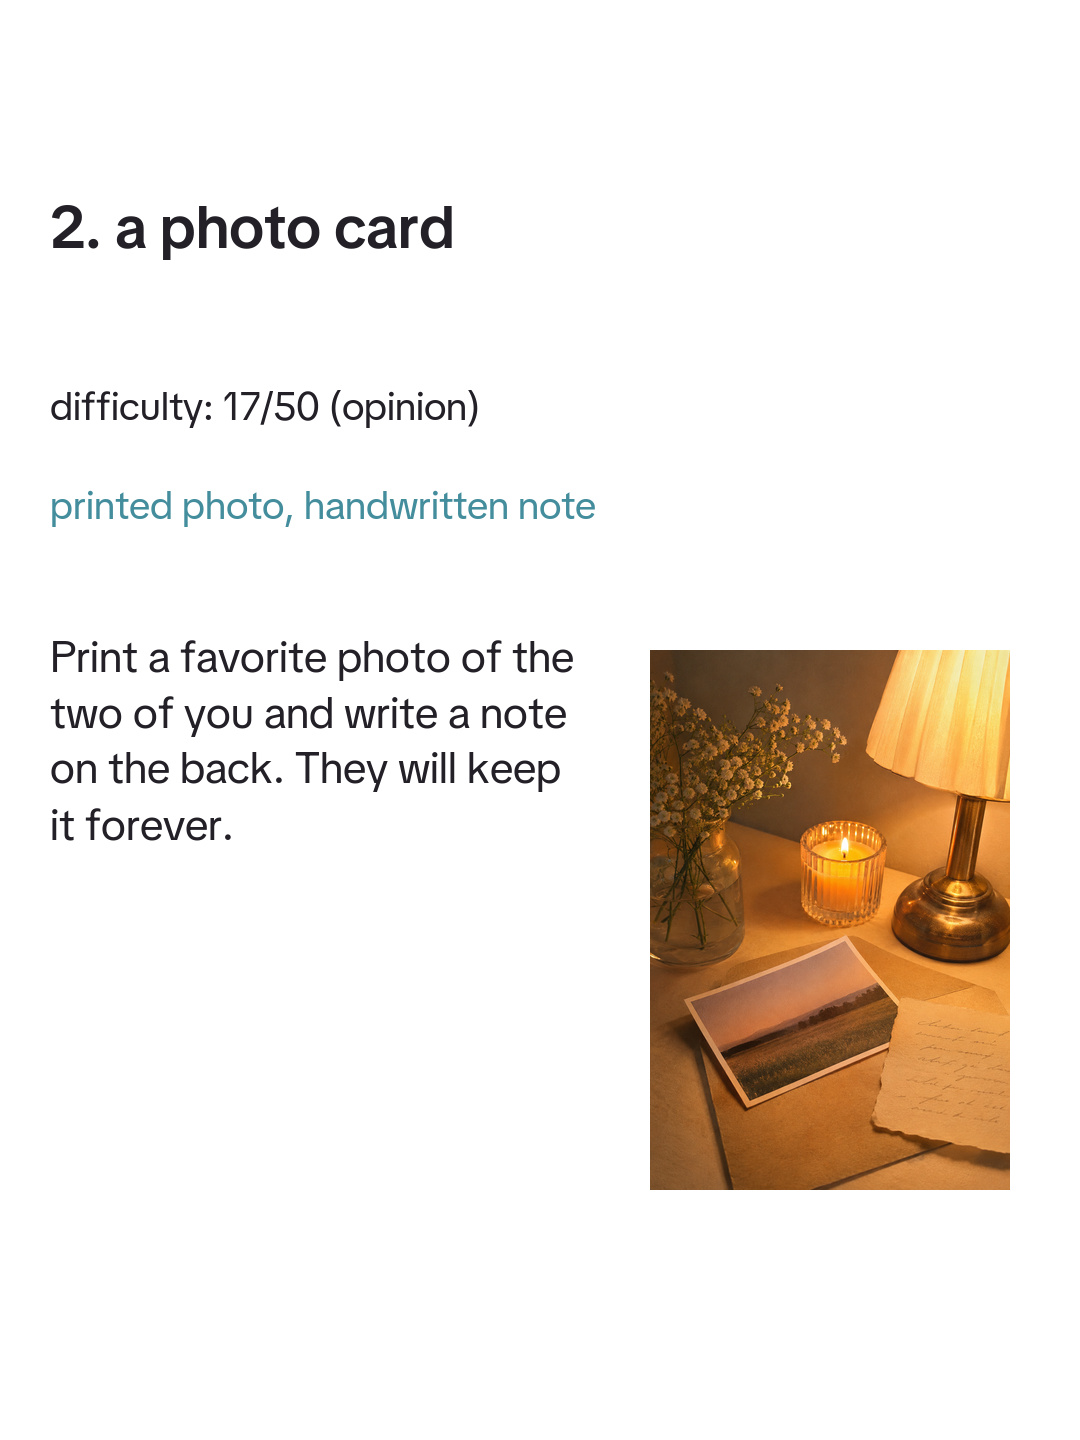 2. a photo card
difficulty: 17/50 (opinion)
printed photo, handwritten note
Print a favorite photo of the
two of you and write a note
on the back. They will keep
it forever.